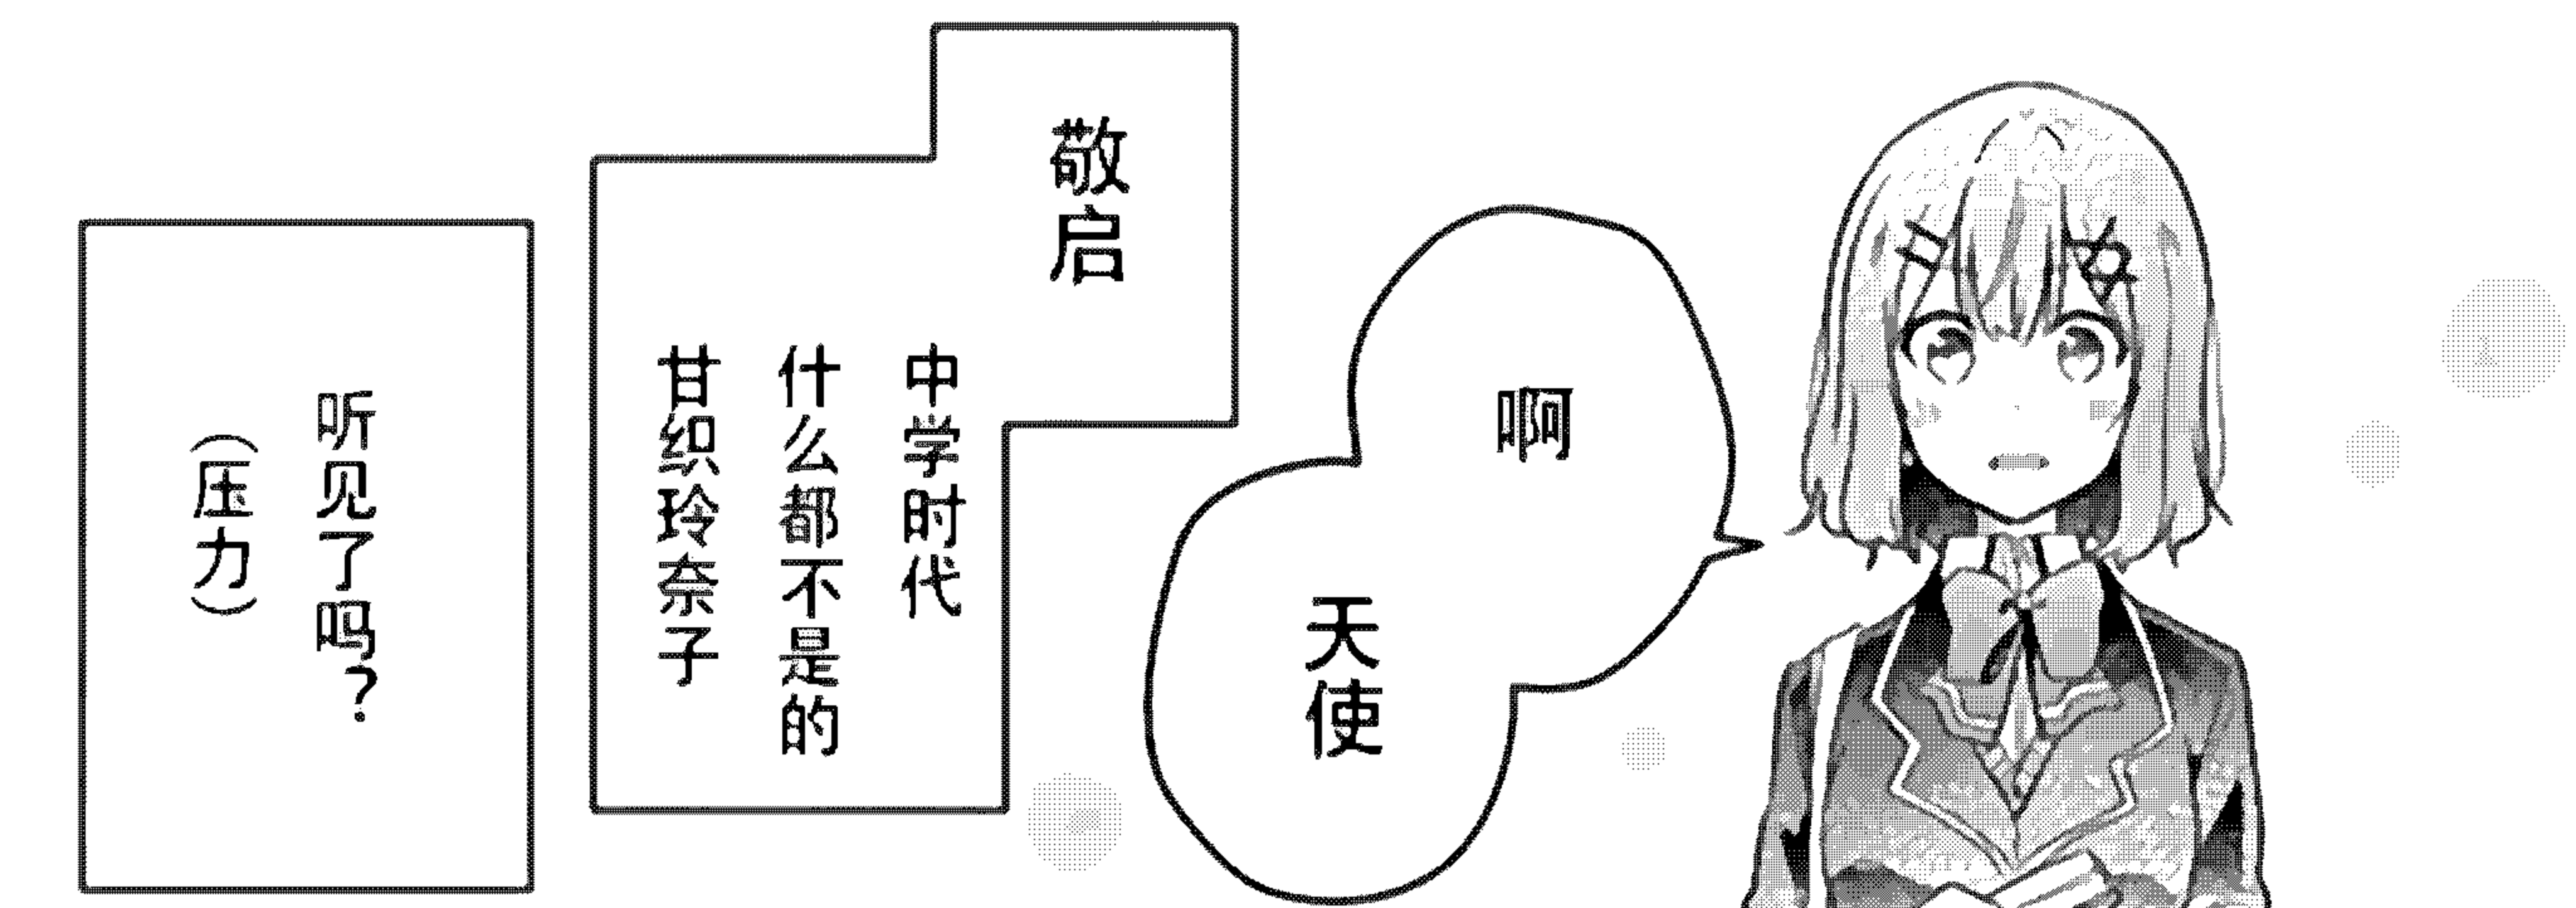 啊
天使
敬启
中学时代
什么都不是的
甘织玲奈子
听见了吗?
(压力)